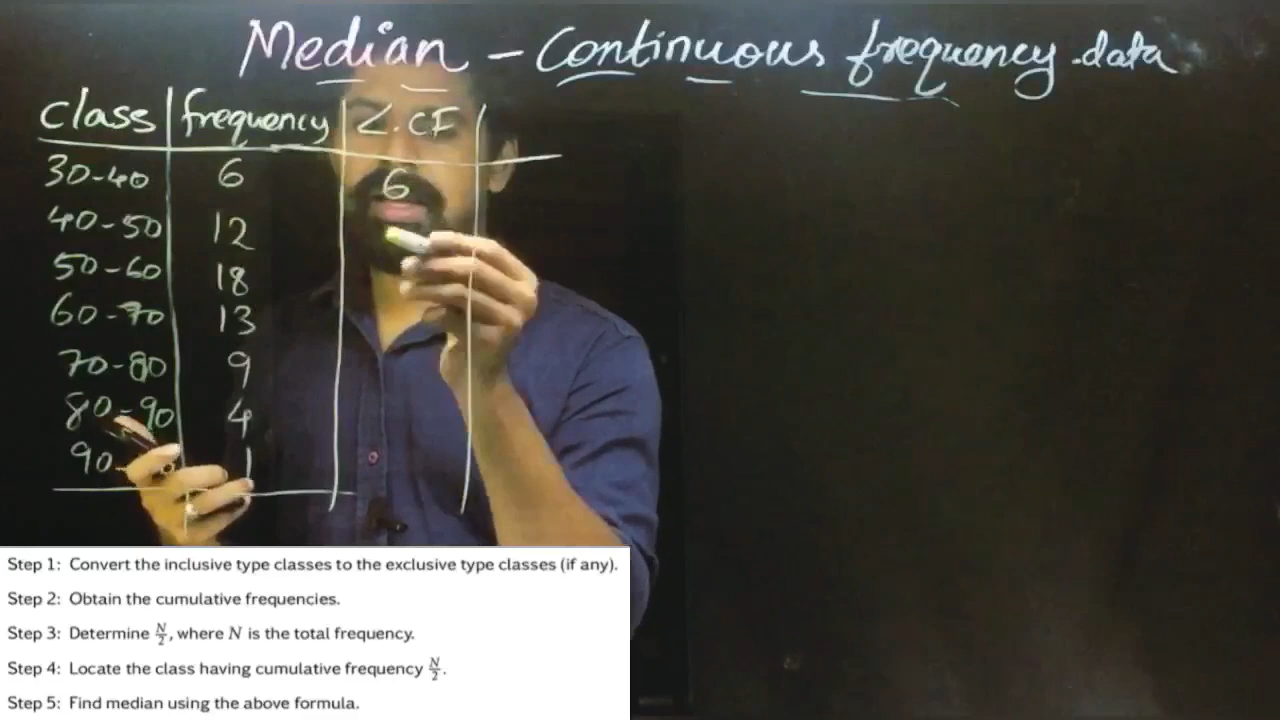 Median - Continuous frequency data
class frequency <.CF
30-40 6 6
40-50 12
50-60 18
60-70 13
70-80 9
80-90 4
90- 1
Step 1: Convert the inclusive type classes to the exclusive type classes (if any).
Step 2: Obtain the cumulative frequencies.
Step 3: Determine N/2, where N is the total frequency.
Step 4: Locate the class having cumulative frequency N/2.
Step 5: Find median using the above formula.